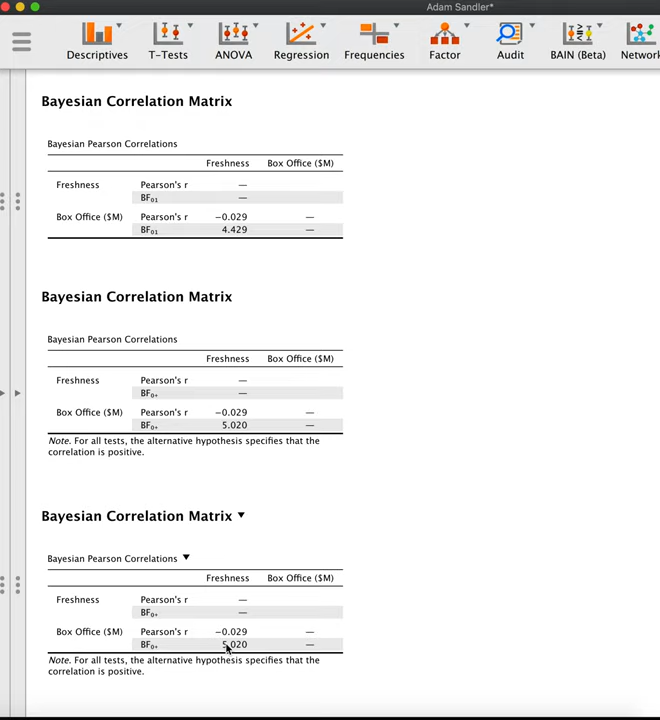 Adam Sandler*
Descriptives T-Tests ANOVA Regression Frequencies Factor Audit BAIN (Beta) Network
Bayesian Correlation Matrix
Bayesian Pearson Correlations
Freshness Box Office ($M)
Freshness Pearson's r — 
BF₀₁ —
Box Office ($M) Pearson's r −0.029 —
BF₀₁ 4.429 —
Bayesian Correlation Matrix
Bayesian Pearson Correlations
Freshness Box Office ($M)
Freshness Pearson's r —
BF₀₊ —
Box Office ($M) Pearson's r −0.029 —
BF₀₊ 5.020 —
Note. For all tests, the alternative hypothesis specifies that the
correlation is positive.
Bayesian Correlation Matrix ▼
Bayesian Pearson Correlations ▼
Freshness Box Office ($M)
Freshness Pearson's r —
BF₀₊ —
Box Office ($M) Pearson's r −0.029 —
BF₀₊ 5.020 —
Note. For all tests, the alternative hypothesis specifies that the
correlation is positive.